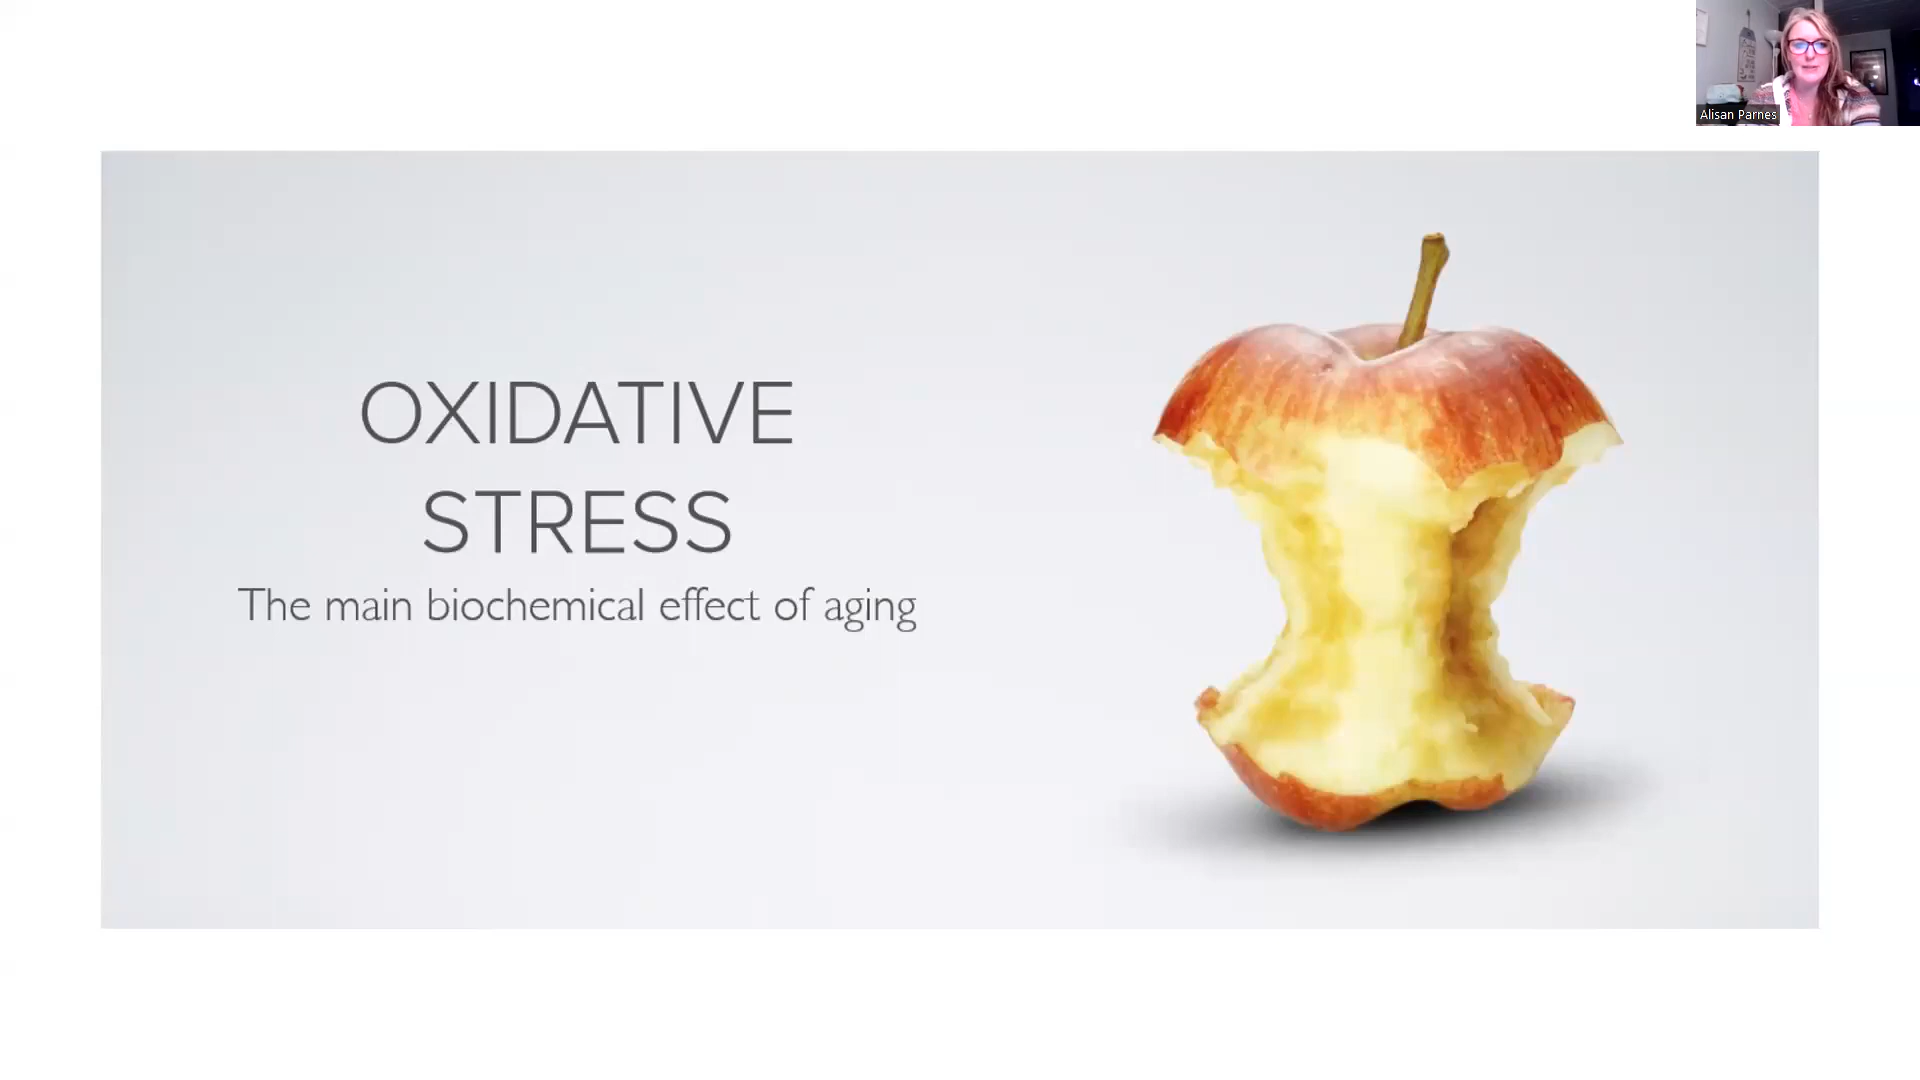 Alisan Parnes
OXIDATIVE
STRESS
The main biochemical effect of aging